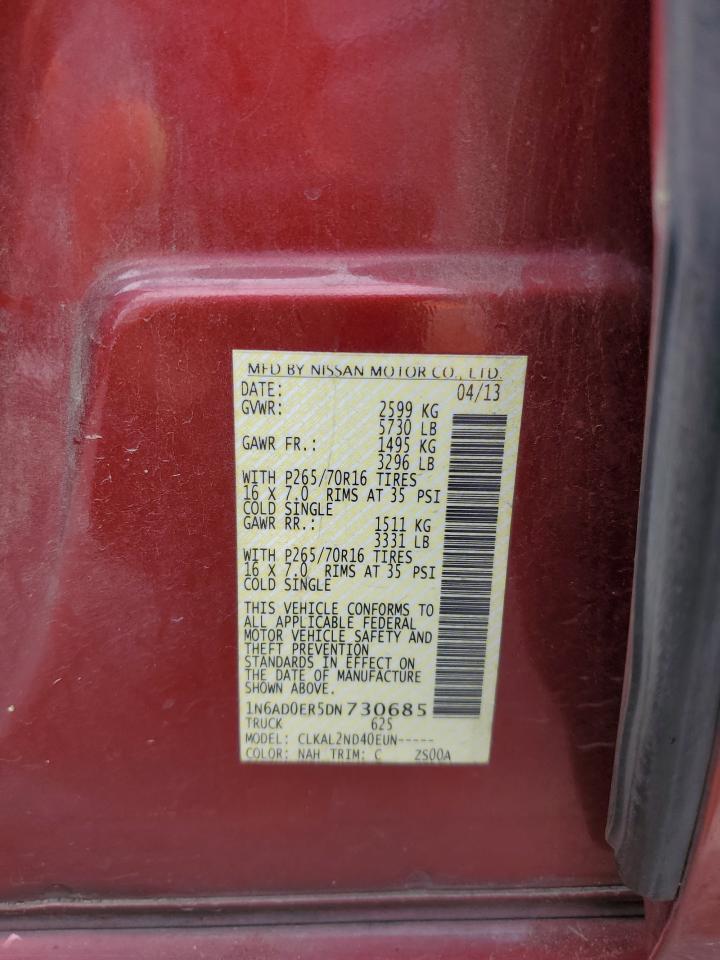 MFD BY NISSAN MOTOR CO., LTD.
DATE: 04/13
GVWR: 2599 KG
5730 LB
GAWR FR.: 1495 KG
3296 LB
WITH P265/70R16 TIRES
16 X 7.0 RIMS AT 35 PSI
COLD SINGLE
GAWR RR.: 1511 KG
3331 LB
WITH P265/70R16 TIRES
16 X 7.0 RIMS AT 35 PSI
COLD SINGLE
THIS VEHICLE CONFORMS TO
ALL APPLICABLE FEDERAL
MOTOR VEHICLE SAFETY AND
THEFT PREVENTION
STANDARDS IN EFFECT ON
THE DATE OF MANUFACTURE
SHOWN ABOVE.
1N6AD0ER5DN730685
TRUCK 625
MODEL: CLKAL2ND40EUN-----
COLOR: NAH TRIM: C ZS00A